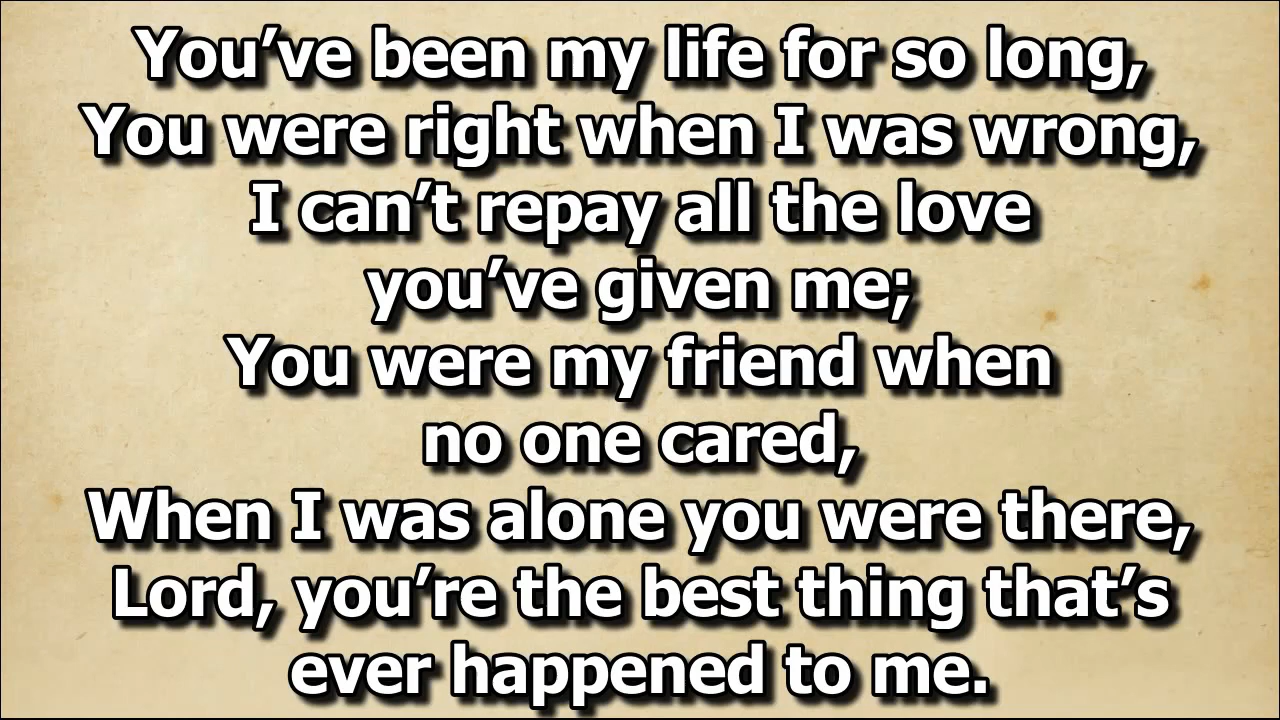 You’ve been my life for so long,
You were right when I was wrong,
I can’t repay all the love
you’ve given me;
You were my friend when
no one cared,
When I was alone you were there,
Lord, you’re the best thing that’s
ever happened to me.